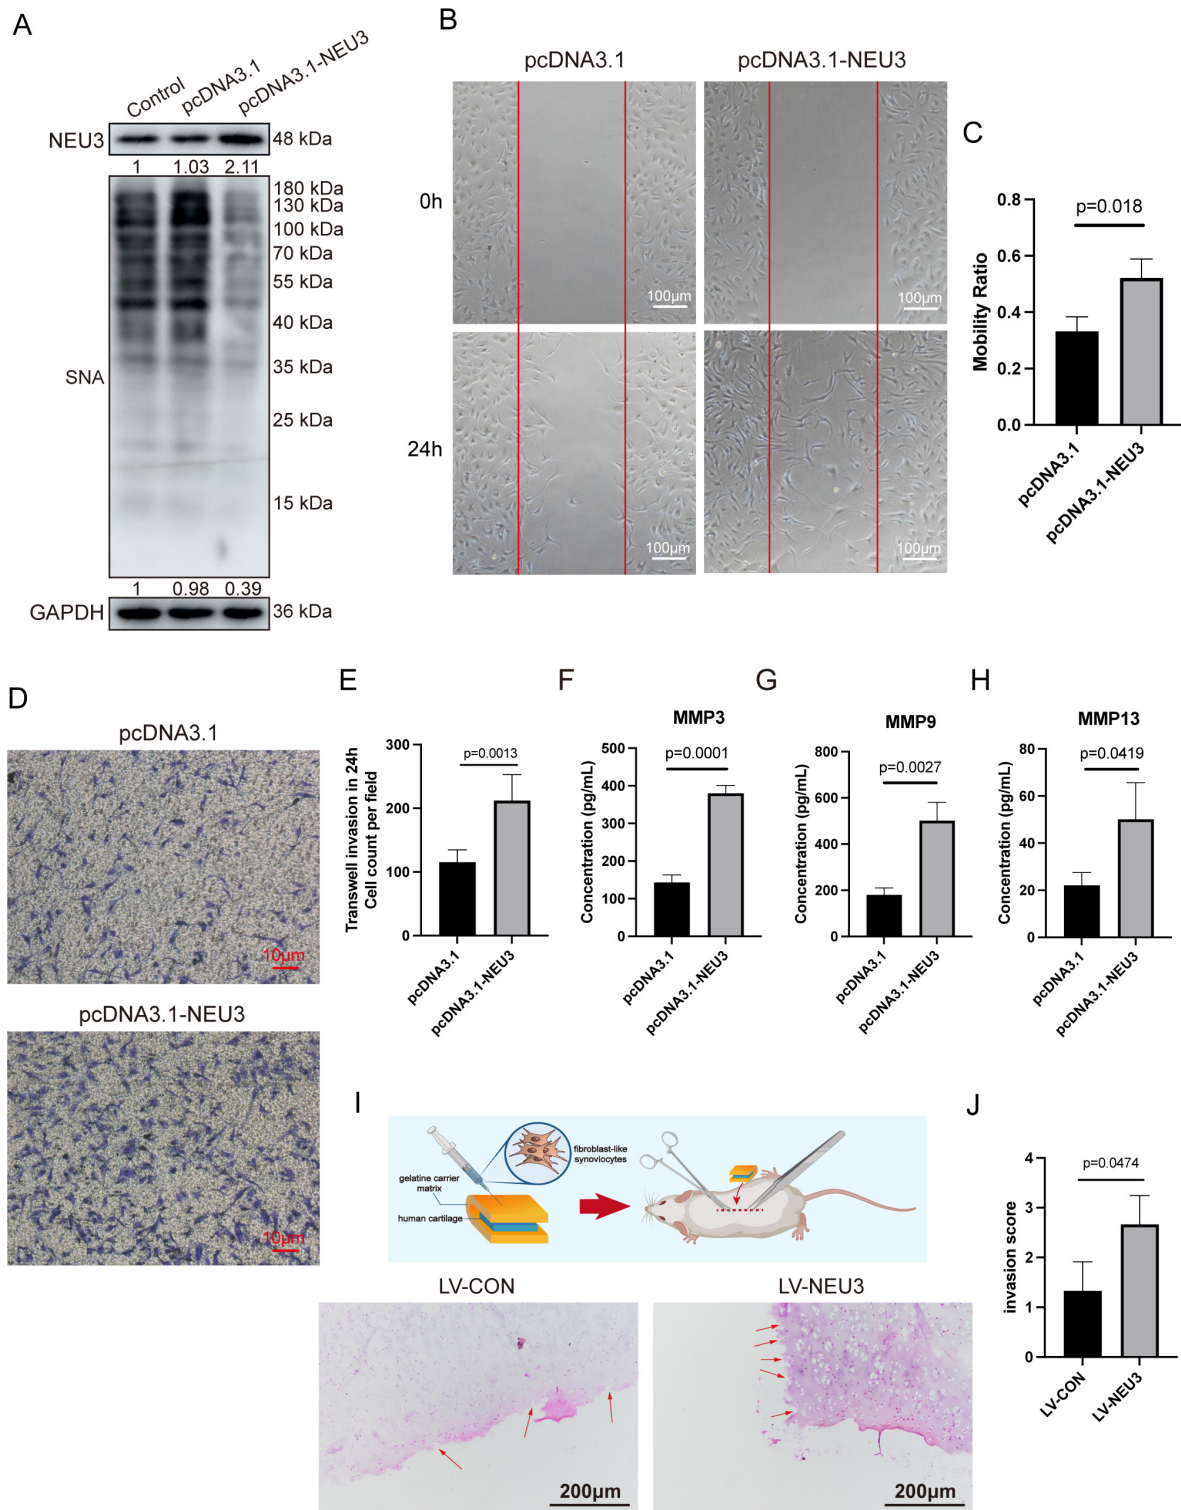 A
Control
pcDNA3.1
pcDNA3.1-NEU3
NEU3
48 kDa
1 1.03 2.11
SNA
180 kDa
130 kDa
100 kDa
70 kDa
55 kDa
40 kDa
35 kDa
25 kDa
15 kDa
1 0.98 0.39
GAPDH
36 kDa
B
pcDNA3.1 pcDNA3.1-NEU3
0h
100μm 100μm
24h
100μm 100μm
C
Mobility Ratio
0.8
0.6
0.4
0.2
0.0
p=0.018
pcDNA3.1
pcDNA3.1-NEU3
D
pcDNA3.1
10μm
pcDNA3.1-NEU3
10μm
E
Transwell invasion in 24h
Cell count per field
300
200
100
0
p=0.0013
pcDNA3.1
pcDNA3.1-NEU3
F
MMP3
Concentration (pg/mL)
500
400
300
200
100
0
p=0.0001
pcDNA3.1
pcDNA3.1-NEU3
G
MMP9
Concentration (pg/mL)
800
600
400
200
0
p=0.0027
pcDNA3.1
pcDNA3.1-NEU3
H
MMP13
Concentration (pg/mL)
80
60
40
20
0
p=0.0419
pcDNA3.1
pcDNA3.1-NEU3
I
fibroblast-like
synoviocytes
gelatine carrier
matrix
human cartilage
LV-CON LV-NEU3
200μm 200μm
J
invasion score
4
3
2
1
0
p=0.0474
LV-CON
LV-NEU3